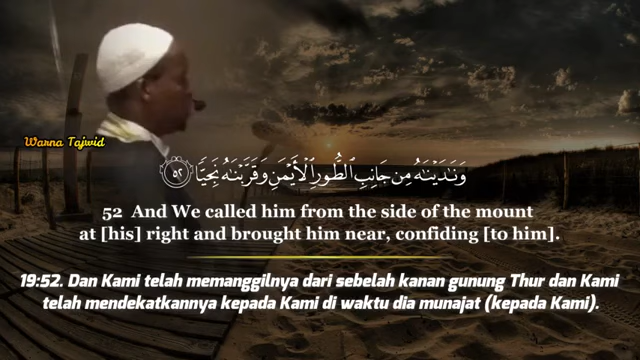 Warna Tajwid
وَنَـٰدَيْنَـٰهُ مِن جَانِبِ ٱلطُّورِ ٱلْأَيْمَنِ وَقَرَّبْنَـٰهُ نَجِيًّا ٥٢
52 And We called him from the side of the mount
at [his] right and brought him near, confiding [to him].
19:52. Dan Kami telah memanggilnya dari sebelah kanan gunung Thur dan Kami
telah mendekatkannya kepada Kami di waktu dia munajat (kepada Kami).